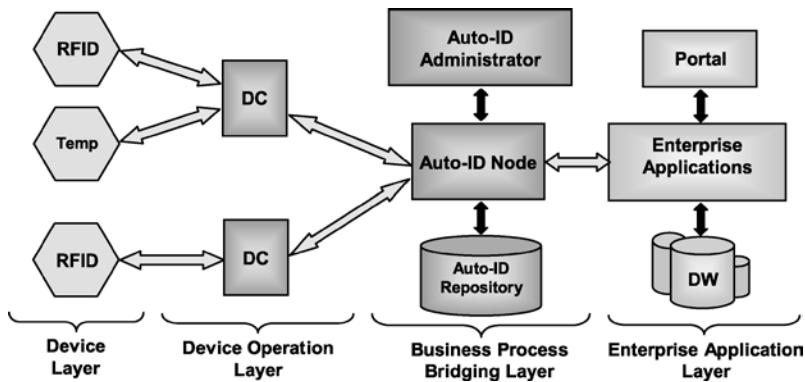 RFID
Temp
RFID
DC
DC
Auto-ID
Administrator
Auto-ID Node
Auto-ID
Repository
Portal
Enterprise
Applications
DW
Device
Layer
Device Operation
Layer
Business Process
Bridging Layer
Enterprise Application
Layer